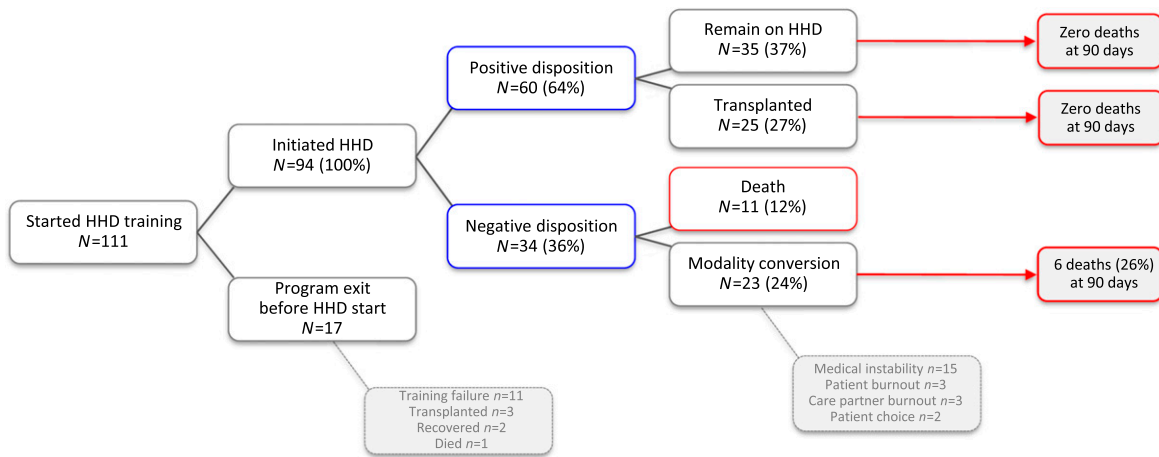 Started HHD training
N=111
Initiated HHD
N=94 (100%)
Program exit
before HHD start
N=17
Training failure n=11
Transplanted n=3
Recovered n=2
Died n=1
Positive disposition
N=60 (64%)
Negative disposition
N=34 (36%)
Remain on HHD
N=35 (37%)
Transplanted
N=25 (27%)
Death
N=11 (12%)
Modality conversion
N=23 (24%)
Medical instability n=15
Patient burnout n=3
Care partner burnout n=3
Patient choice n=2
Zero deaths
at 90 days
Zero deaths
at 90 days
6 deaths (26%)
at 90 days